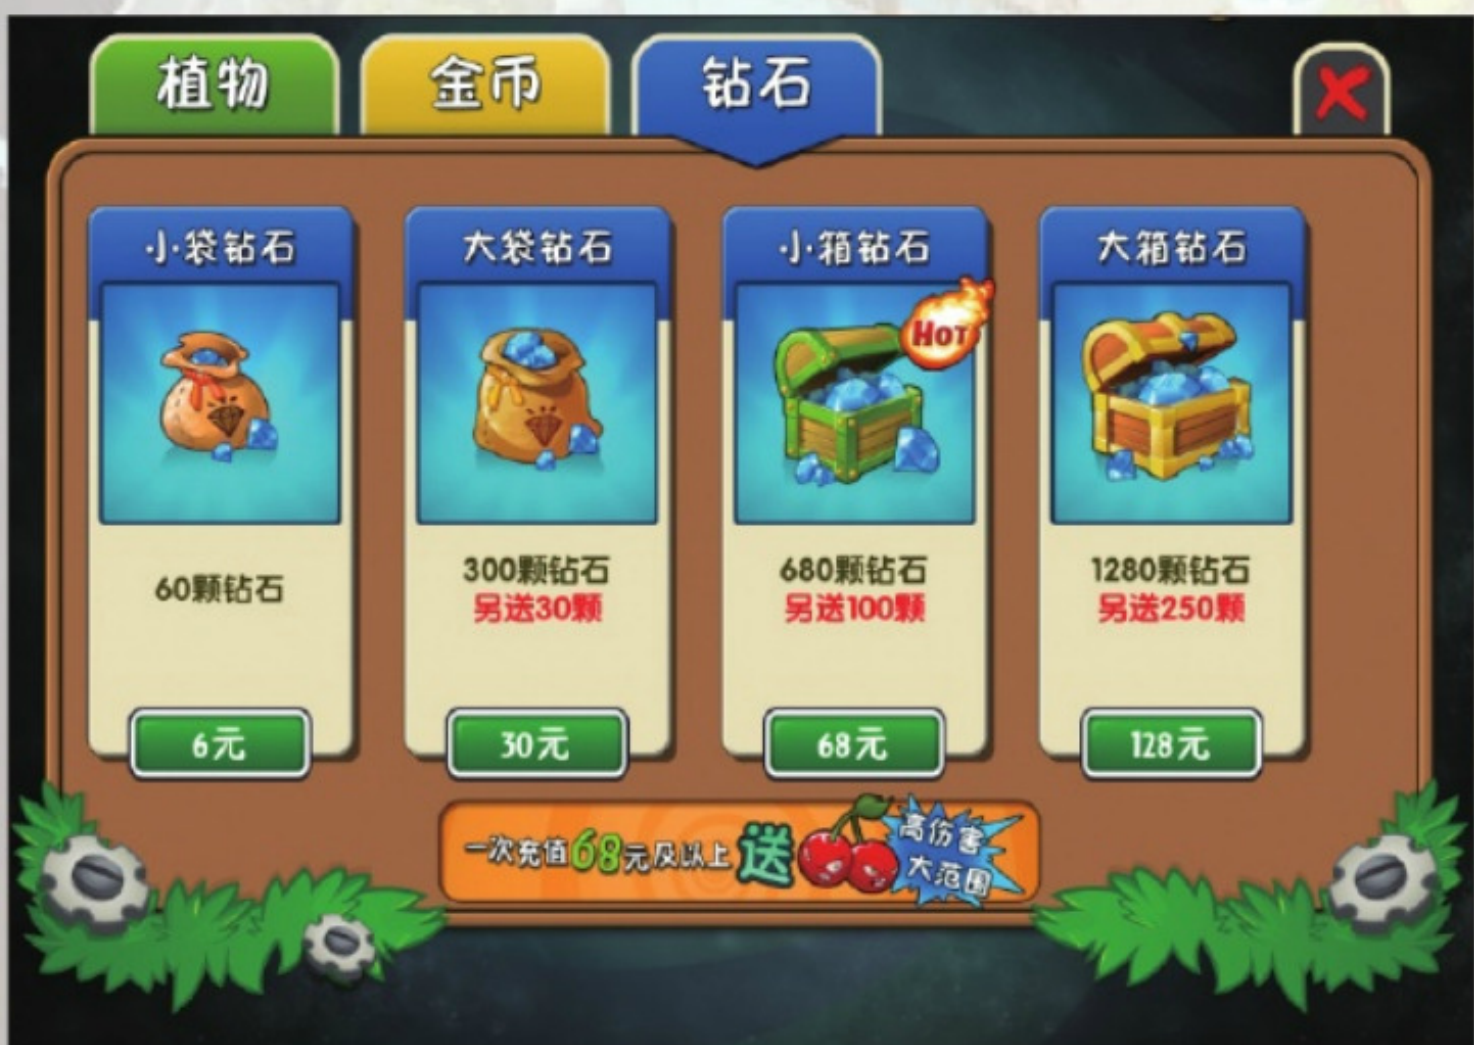 植物
金币
钻石
小袋钻石
大袋钻石
小箱钻石
大箱钻石
HOT
60颗钻石
300颗钻石
另送30颗
680颗钻石
另送100颗
1280颗钻石
另送250颗
6元
30元
68元
128元
一次充值68元及以上送
高伤害
大范围